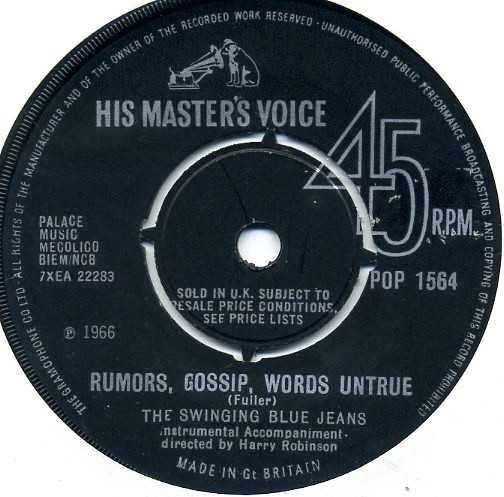 THE GRAMOPHONE CO LTD.·ALL RIGHTS OF THE MANUFACTURER AND OF THE OWNER OF THE RECORDED WORK RESERVED·UNAUTHORISED PUBLIC PERFORMANCE BROADCASTING AND COPYING OF THIS RECORD PROHIBITED
HIS MASTER'S VOICE
45 R.P.M.
PALACE
MUSIC
MECOLICO
BIEM/NCB
7XEA 22283
POP 1564
SOLD IN U.K. SUBJECT TO
RESALE PRICE CONDITIONS,
SEE PRICE LISTS
℗ 1966
RUMORS, GOSSIP, WORDS UNTRUE
(Fuller)
THE SWINGING BLUE JEANS
Instrumental Accompaniment·
directed by Harry Robinson
MADE IN Gt. BRITAIN